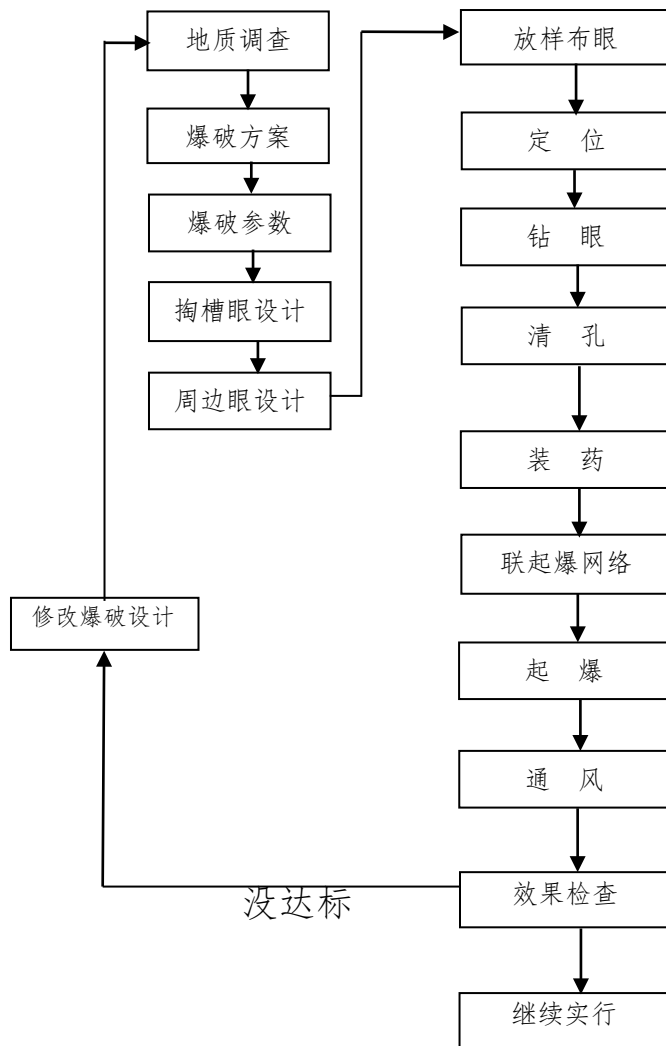 地质调查
爆破方案
爆破参数
掏槽眼设计
周边眼设计
放样布眼
定 位
钻 眼
清 孔
装 药
联起爆网络
起 爆
通 风
效果检查
继续实行
没达标
修改爆破设计